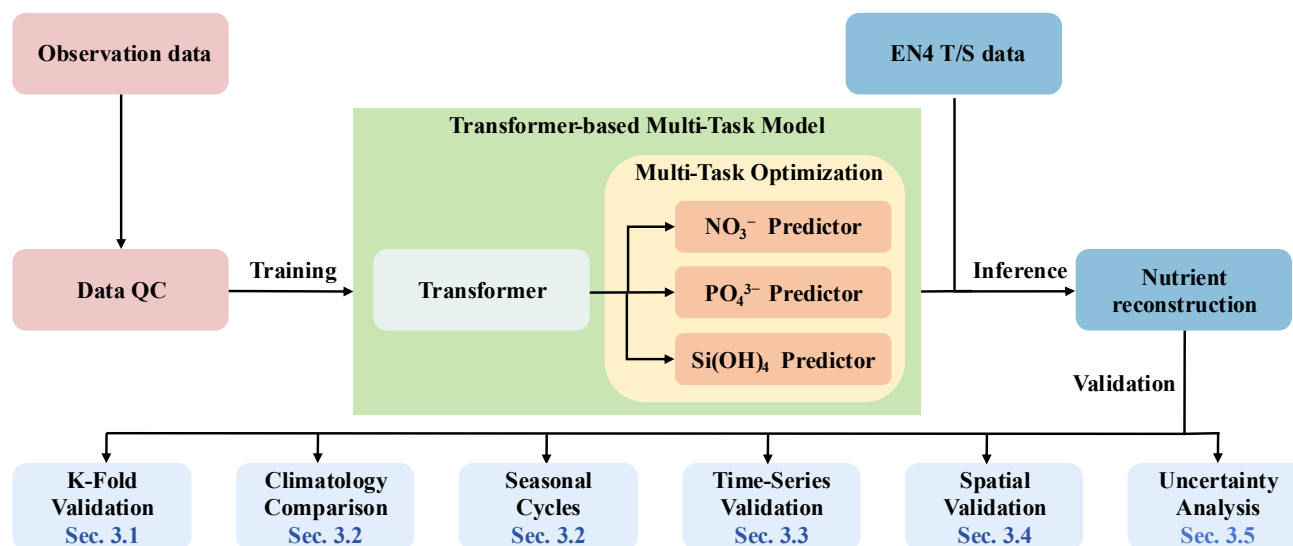 Observation data
EN4 T/S data
Transformer-based Multi-Task Model
Multi-Task Optimization
NO₃⁻ Predictor
Data QC
Training
Transformer
PO₄³⁻ Predictor
Inference
Nutrient
reconstruction
Si(OH)₄ Predictor
Validation
K-Fold
Validation
Sec. 3.1
Climatology
Comparison
Sec. 3.2
Seasonal
Cycles
Sec. 3.2
Time-Series
Validation
Sec. 3.3
Spatial
Validation
Sec. 3.4
Uncertainty
Analysis
Sec. 3.5